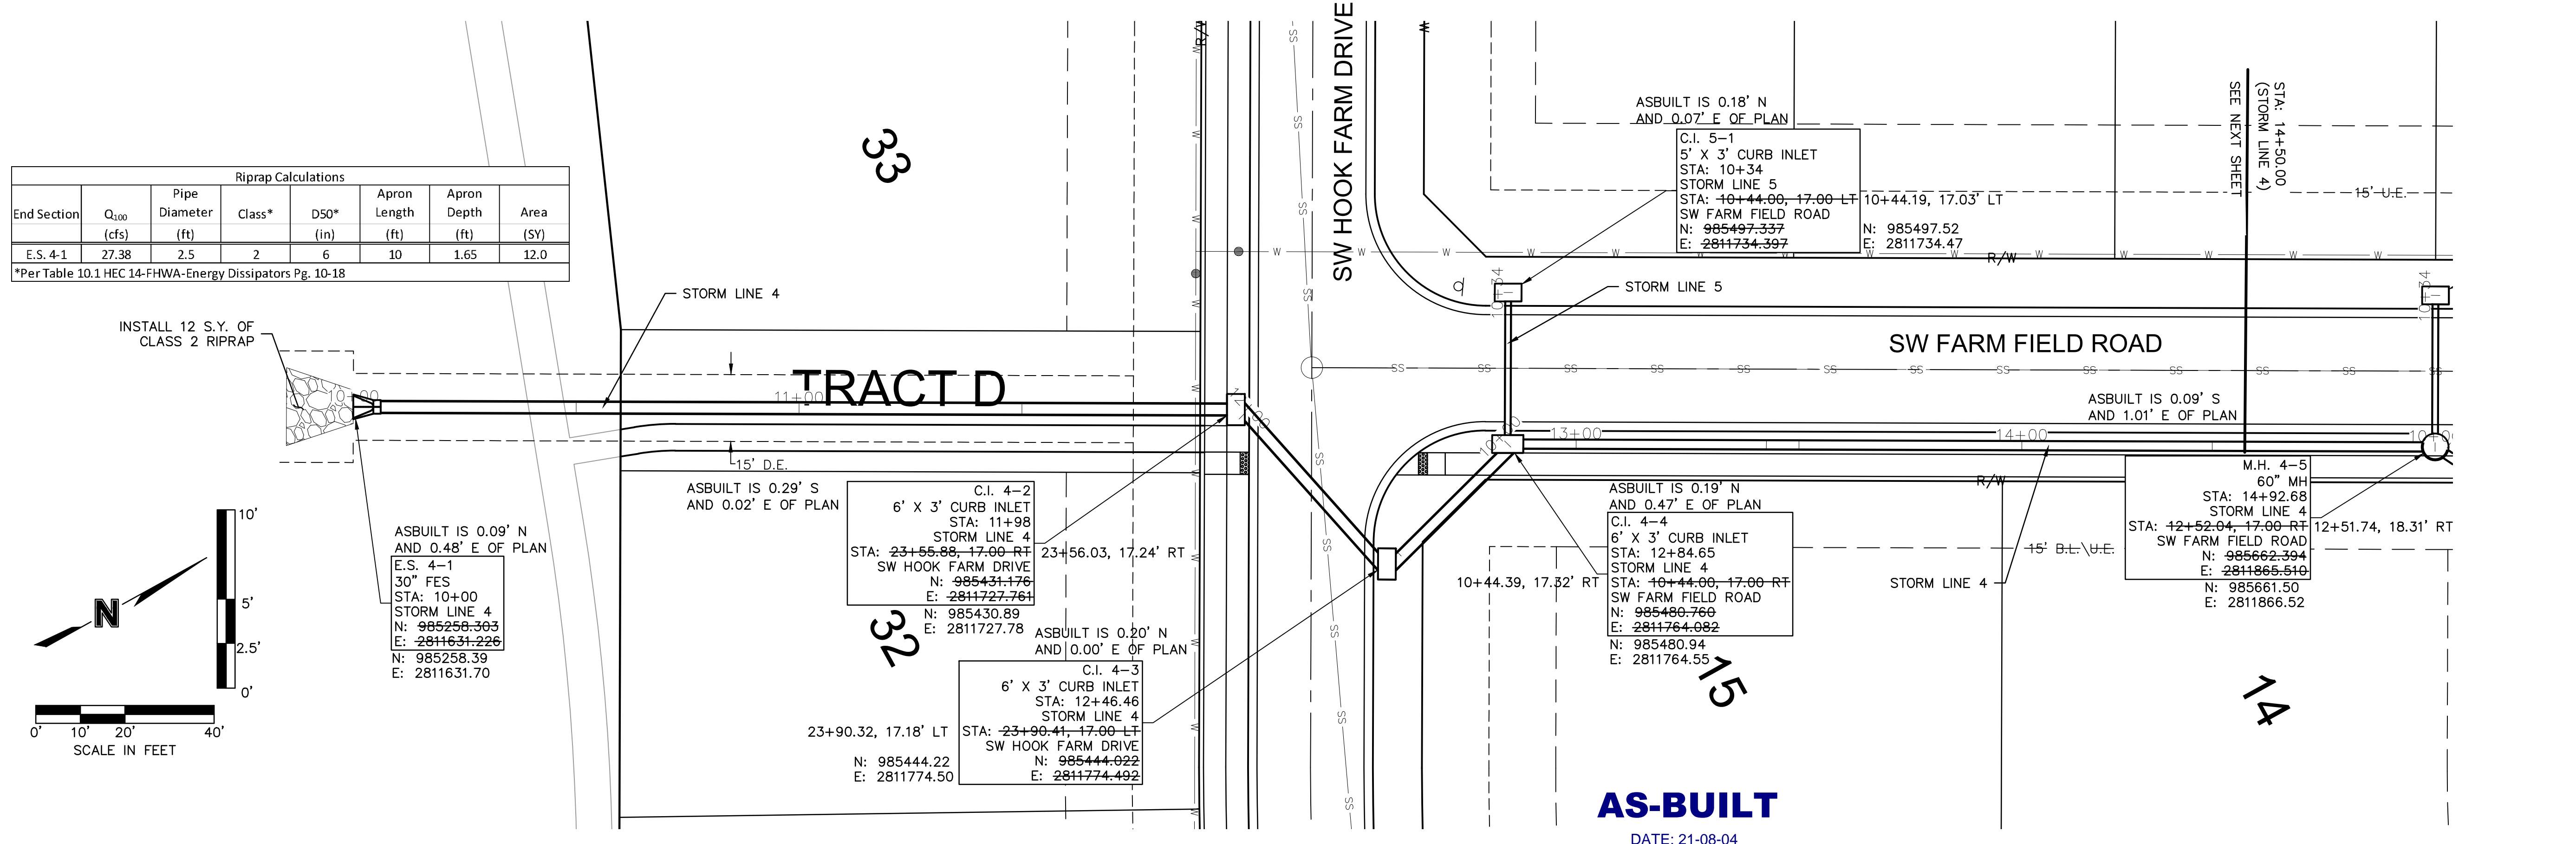 Riprap Calculations
End Section Q100 (cfs) Pipe Diameter (ft) Class* D50* (in) Apron Length (ft) Apron Depth (ft) Area (SY)
E.S. 4-1 27.38 2.5 2 6 10 1.65 12.0
*Per Table 10.1 HEC 14-FHWA-Energy Dissipators Pg. 10-18
INSTALL 12 S.Y. OF
CLASS 2 RIPRAP
STORM LINE 4
33
TRACT D
11+00
15' D.E.
ASBUILT IS 0.09' N
AND 0.48' E OF PLAN
E.S. 4-1
30" FES
STA: 10+00
STORM LINE 4
N: 985258.303
E: 2811631.226
N: 985258.39
E: 2811631.70
N
10'
5'
2.5'
0'
0' 10' 20' 40'
SCALE IN FEET
ASBUILT IS 0.29' S
AND 0.02' E OF PLAN
C.I. 4-2
6' X 3' CURB INLET
STA: 11+98
STORM LINE 4
STA: 23+55.88, 17.00 RT 23+56.03, 17.24' RT
SW HOOK FARM DRIVE
N: 985431.176
E: 2811727.761
N: 985430.89
E: 2811727.78
32
ASBUILT IS 0.20' N
AND 0.00' E OF PLAN
C.I. 4-3
6' X 3' CURB INLET
STA: 12+46.46
STORM LINE 4
23+90.32, 17.18' LT STA: 23+90.41, 17.00 LT
SW HOOK FARM DRIVE
N: 985444.022
E: 2811774.492
N: 985444.22
E: 2811774.50
R/W
SW HOOK FARM DRIVE
ASBUILT IS 0.18' N
AND 0.07' E OF PLAN
C.I. 5-1
5' X 3' CURB INLET
STA: 10+34
STORM LINE 5
STA: 10+44.00, 17.00 LT 10+44.19, 17.03' LT
SW FARM FIELD ROAD
N: 985497.337
E: 2811734.397
N: 985497.52
E: 2811734.47
STA: 14+50.00
(STORM LINE 4)
SEE NEXT SHEET
15' U.E.
R/W
10+34
STORM LINE 5
SW FARM FIELD ROAD
10+34
13+00
14+00
ASBUILT IS 0.09' S
AND 1.01' E OF PLAN
R/W
M.H. 4-5
60" MH
STA: 14+92.68
STORM LINE 4
STA: 12+52.04, 17.00 RT 12+51.74, 18.31' RT
SW FARM FIELD ROAD
N: 985662.394
E: 2811865.510
N: 985661.50
E: 2811866.52
ASBUILT IS 0.19' N
AND 0.47' E OF PLAN
C.I. 4-4
6' X 3' CURB INLET
STA: 12+84.65
STORM LINE 4
10+44.39, 17.32' RT STA: 10+44.00, 17.00 RT
SW FARM FIELD ROAD
N: 985480.760
E: 2811764.082
N: 985480.94
E: 2811764.55
15' B.L.\U.E.
STORM LINE 4
15
14
AS-BUILT
DATE: 21-08-04